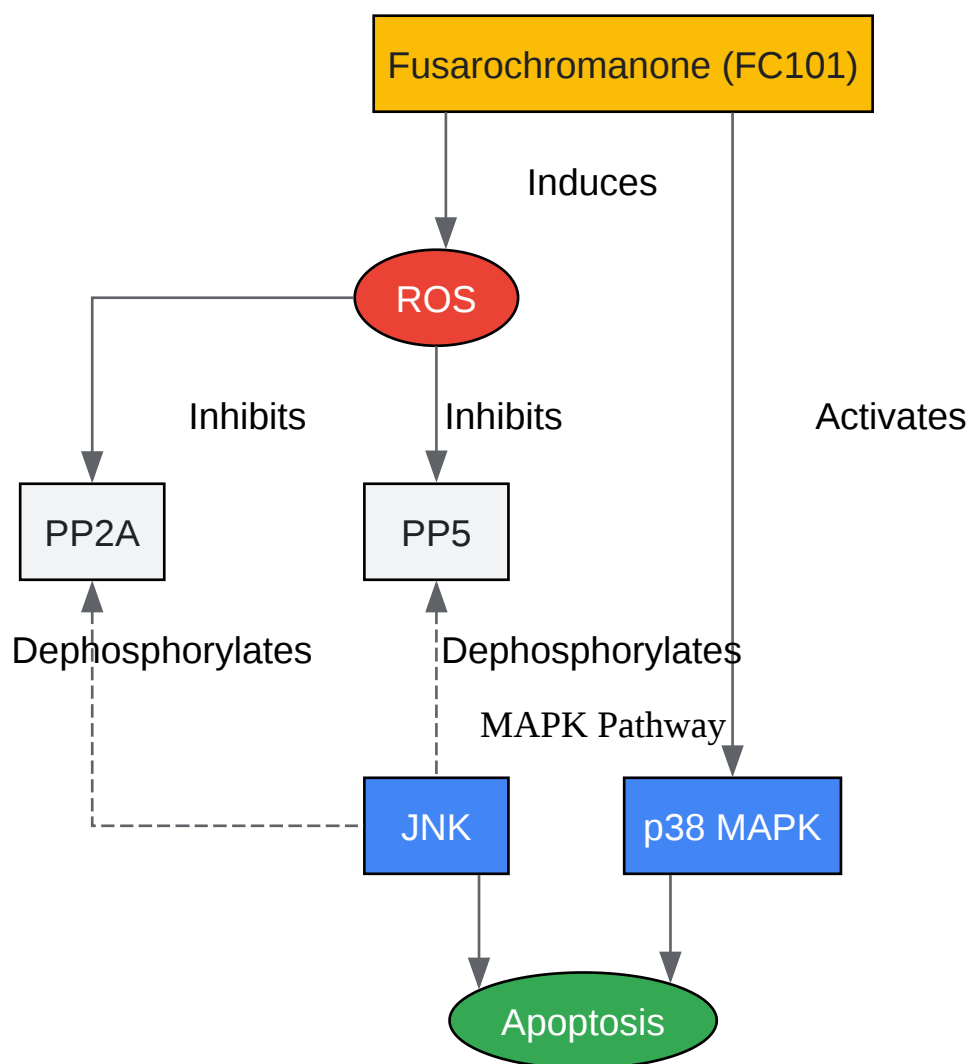 Fusarochromanone (FC101)
Induces
ROS
Inhibits
Inhibits
Activates
PP2A
PP5
Dephosphorylates
Dephosphorylates
MAPK Pathway
JNK
p38 MAPK
Apoptosis